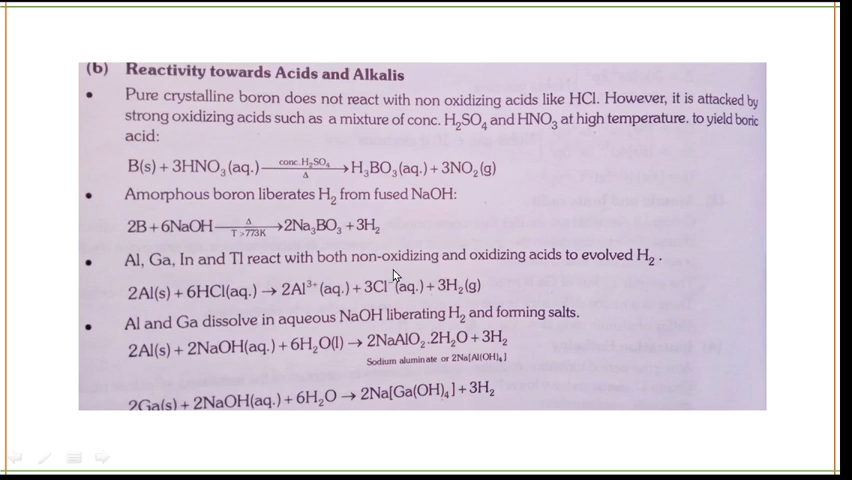 (b) Reactivity towards Acids and Alkalis
• Pure crystalline boron does not react with non oxidizing acids like HCl. However, it is attacked by
strong oxidizing acids such as a mixture of conc. H₂SO₄ and HNO₃ at high temperature. to yield boric
acid:
B(s) + 3HNO₃(aq.) —conc.H₂SO₄/Δ→ H₃BO₃(aq.) + 3NO₂(g)
• Amorphous boron liberates H₂ from fused NaOH:
2B + 6NaOH —Δ/T >773K→ 2Na₃BO₃ + 3H₂
• Al, Ga, In and Tl react with both non-oxidizing and oxidizing acids to evolved H₂ .
2Al(s) + 6HCl(aq.) → 2Al³⁺(aq.) + 3Cl⁻(aq.) + 3H₂(g)
• Al and Ga dissolve in aqueous NaOH liberating H₂ and forming salts.
2Al(s) + 2NaOH(aq.) + 6H₂O(l) → 2NaAlO₂.2H₂O + 3H₂
Sodium aluminate or 2Na[Al(OH)₄]
2Ga(s) + 2NaOH(aq.) + 6H₂O → 2Na[Ga(OH)₄] + 3H₂